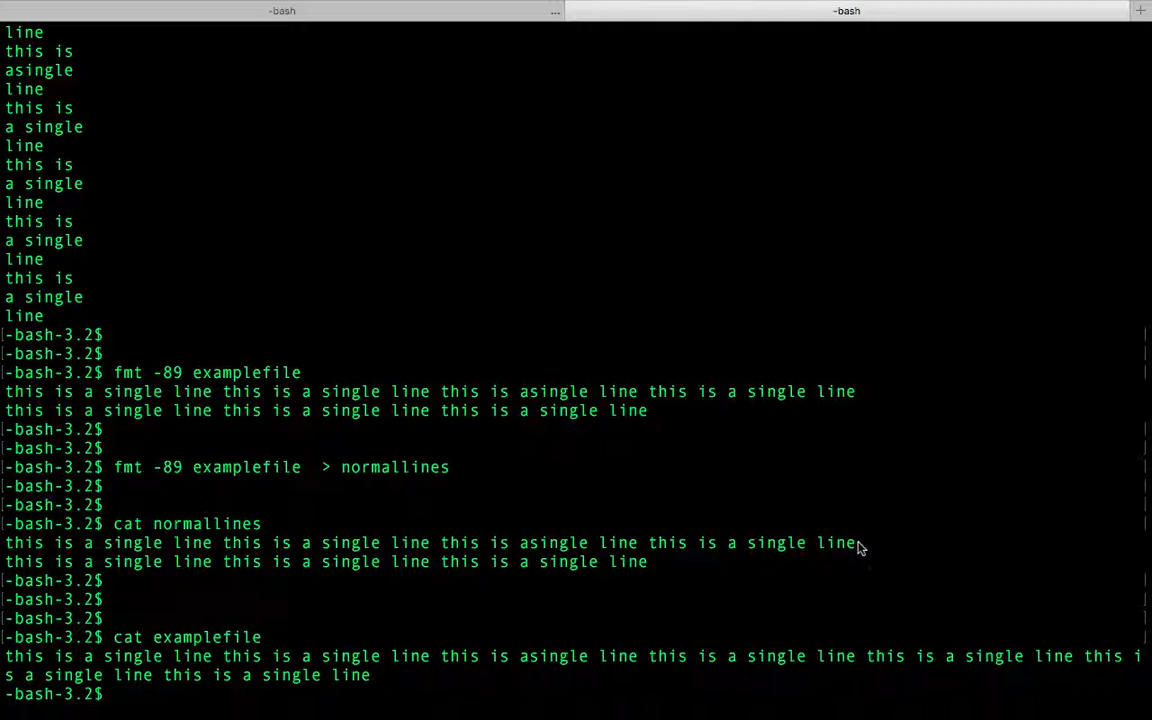 -bash ... -bash +
line
this is
asingle
line
this is
a single
line
this is
a single
line
this is
a single
line
this is
a single
line
[-bash-3.2$
[-bash-3.2$
[-bash-3.2$ fmt -89 examplefile
this is a single line this is a single line this is asingle line this is a single line
this is a single line this is a single line this is a single line
[-bash-3.2$
[-bash-3.2$
[-bash-3.2$ fmt -89 examplefile  > normallines
[-bash-3.2$
[-bash-3.2$
[-bash-3.2$ cat normallines
this is a single line this is a single line this is asingle line this is a single line
this is a single line this is a single line this is a single line
[-bash-3.2$
[-bash-3.2$
[-bash-3.2$
[-bash-3.2$ cat examplefile
this is a single line this is a single line this is asingle line this is a single line this is a single line this i
s a single line this is a single line
-bash-3.2$